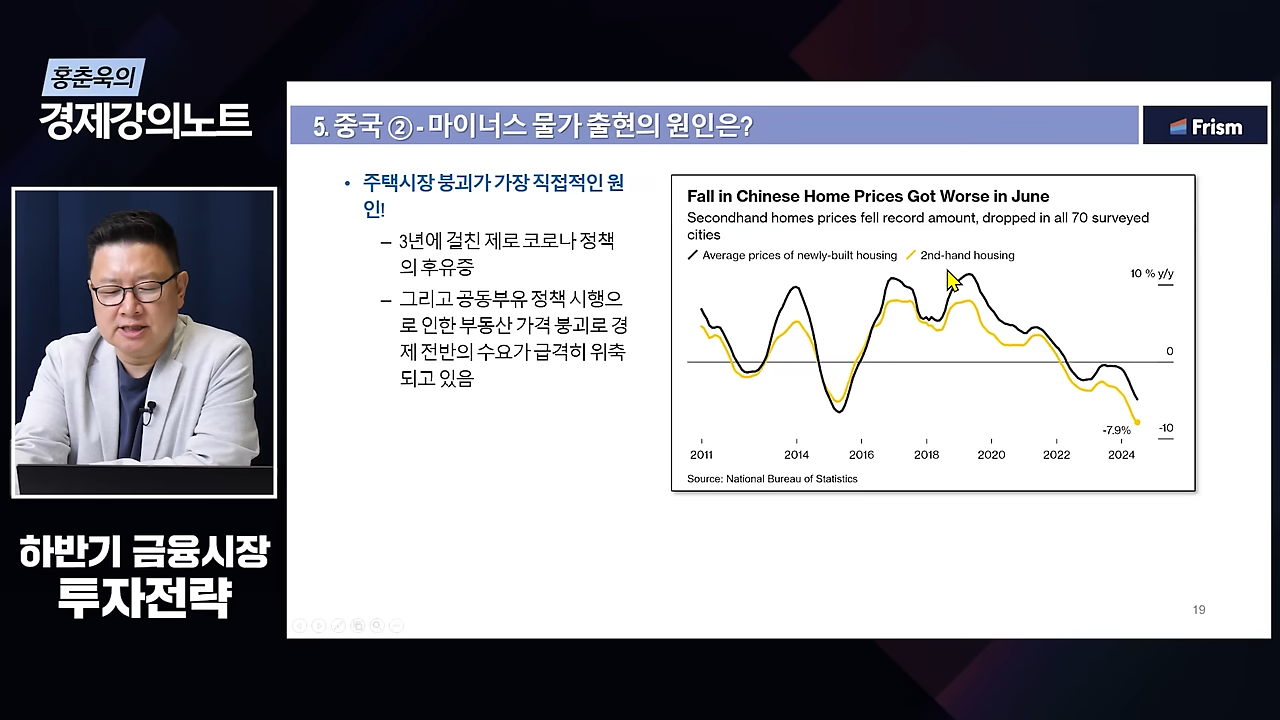 홍춘욱의
경제강의노트
하반기 금융시장
투자전략
5. 중국 ② - 마이너스 물가 출현의 원인은?
Frism
• 주택시장 붕괴가 가장 직접적인 원
인!
– 3년에 걸친 제로 코로나 정책
의 후유증
– 그리고 공동부유 정책 시행으
로 인한 부동산 가격 붕괴로 경
제 전반의 수요가 급격히 위축
되고 있음
Fall in Chinese Home Prices Got Worse in June
Secondhand homes prices fell record amount, dropped in all 70 surveyed
cities
Average prices of newly-built housing 2nd-hand housing
10 % y/y
0
-7.9%
-10
2011 2014 2016 2018 2020 2022 2024
Source: National Bureau of Statistics
19